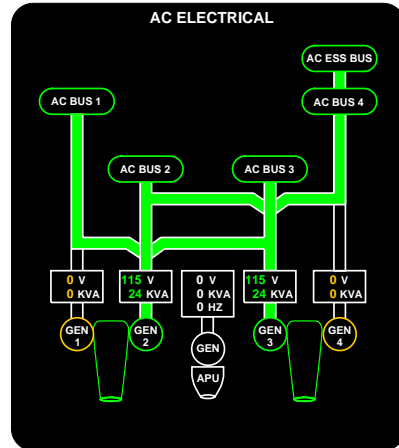 AC ELECTRICAL
AC ESS BUS
AC BUS 1
AC BUS 4
AC BUS 2
AC BUS 3
0 V
0 KVA
115 V
24 KVA
0 V
0 KVA
0 HZ
115 V
24 KVA
0 V
0 KVA
GEN
1
GEN
2
GEN
GEN
3
GEN
4
APU